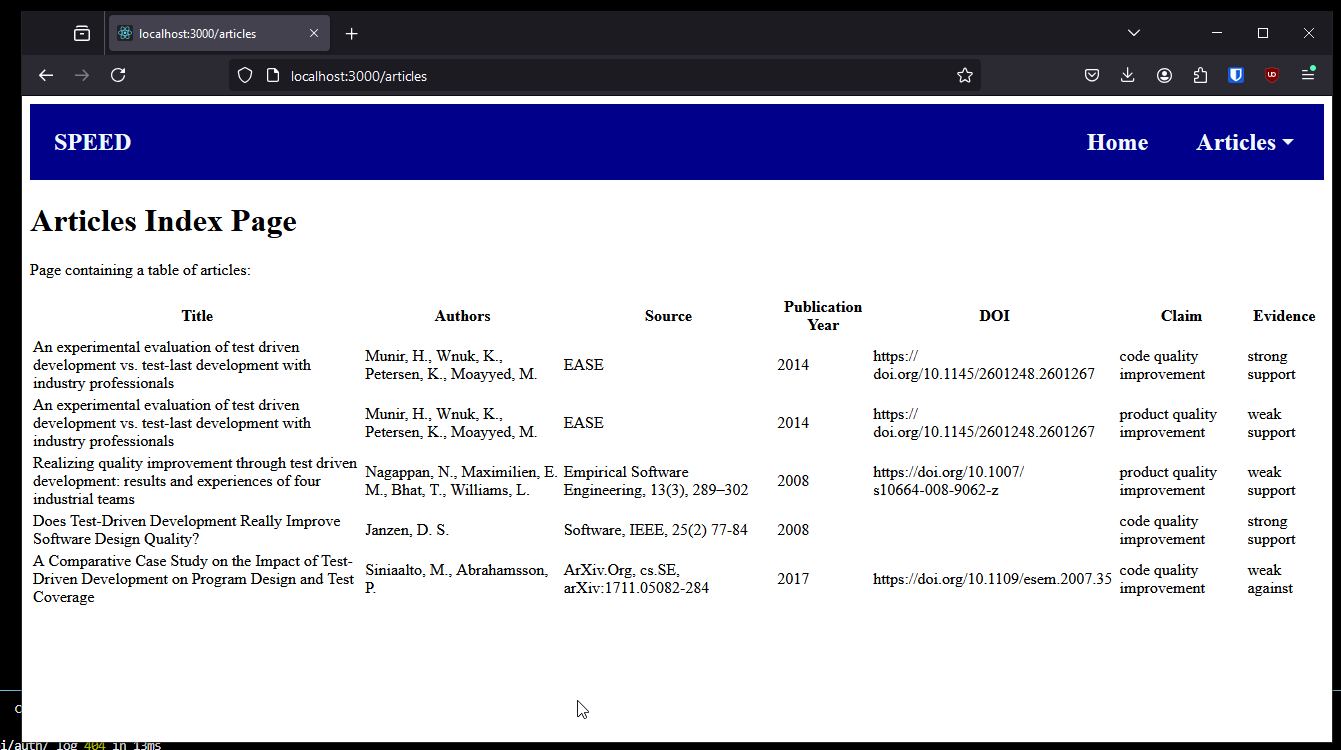 localhost:3000/articles
localhost:3000/articles
SPEED Home Articles
Articles Index Page
Page containing a table of articles:
Title Authors Source Publication Year DOI Claim Evidence
An experimental evaluation of test driven development vs. test-last development with industry professionals Munir, H., Wnuk, K., Petersen, K., Moayyed, M. EASE 2014 https://doi.org/10.1145/2601248.2601267 code quality improvement strong support
An experimental evaluation of test driven development vs. test-last development with industry professionals Munir, H., Wnuk, K., Petersen, K., Moayyed, M. EASE 2014 https://doi.org/10.1145/2601248.2601267 product quality improvement weak support
Realizing quality improvement through test driven development: results and experiences of four industrial teams Nagappan, N., Maximilien, E. M., Bhat, T., Williams, L. Empirical Software Engineering, 13(3), 289–302 2008 https://doi.org/10.1007/s10664-008-9062-z product quality improvement weak support
Does Test-Driven Development Really Improve Software Design Quality? Janzen, D. S. Software, IEEE, 25(2) 77-84 2008 code quality improvement strong support
A Comparative Case Study on the Impact of Test-Driven Development on Program Design and Test Coverage Siniaalto, M., Abrahamsson, P. ArXiv.Org, cs.SE, arXiv:1711.05082-284 2017 https://doi.org/10.1109/esem.2007.35 code quality improvement weak against
i/auth/_log 404 in 13ms